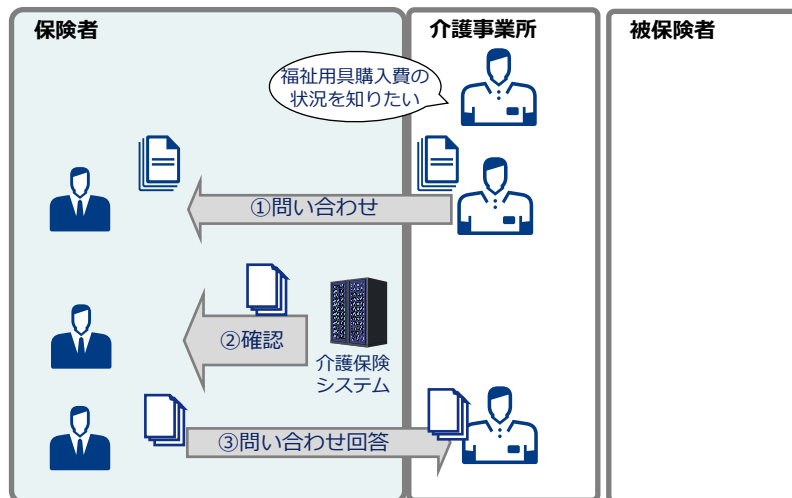 保険者
介護事業所
被保険者
福祉用具購入費の
状況を知りたい
①問い合わせ
②確認
介護保険
システム
③問い合わせ回答